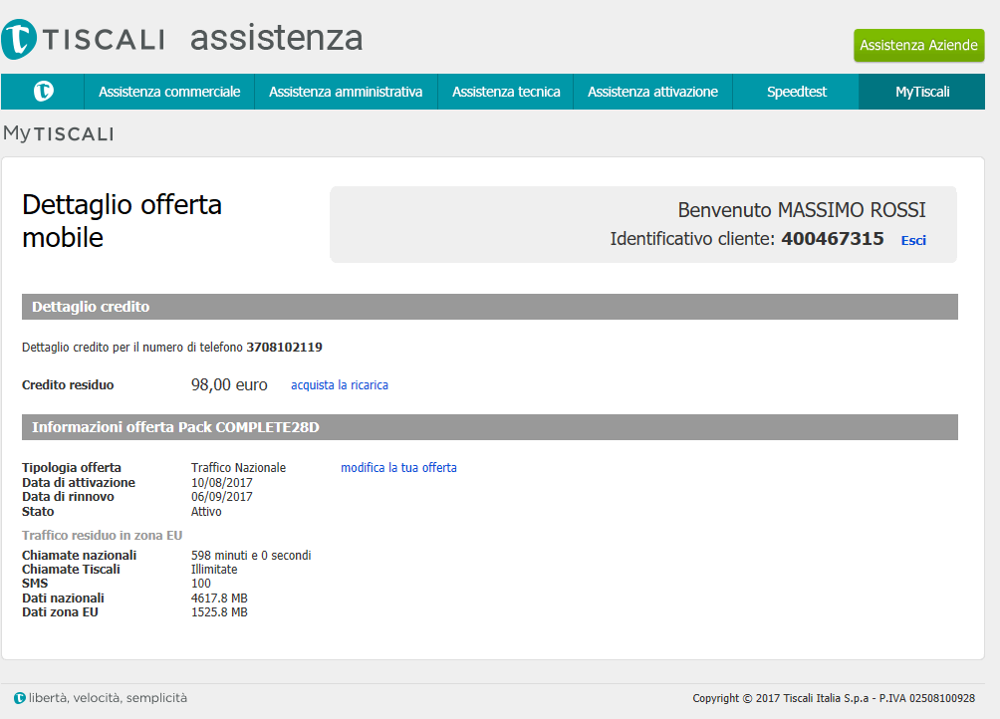 TISCALI assistenza
Assistenza Aziende
Assistenza commerciale Assistenza amministrativa Assistenza tecnica Assistenza attivazione Speedtest MyTiscali
MyTISCALI
Dettaglio offerta
mobile
Benvenuto MASSIMO ROSSI
Identificativo cliente: 400467315 Esci
Dettaglio credito
Dettaglio credito per il numero di telefono 3708102119
Credito residuo 98,00 euro acquista la ricarica
Informazioni offerta Pack COMPLETE28D
Tipologia offerta Traffico Nazionale modifica la tua offerta
Data di attivazione 10/08/2017
Data di rinnovo 06/09/2017
Stato Attivo
Traffico residuo in zona EU
Chiamate nazionali 598 minuti e 0 secondi
Chiamate Tiscali Illimitate
SMS 100
Dati nazionali 4617.8 MB
Dati zona EU 1525.8 MB
libertà, velocità, semplicità
Copyright © 2017 Tiscali Italia S.p.a - P.IVA 02508100928